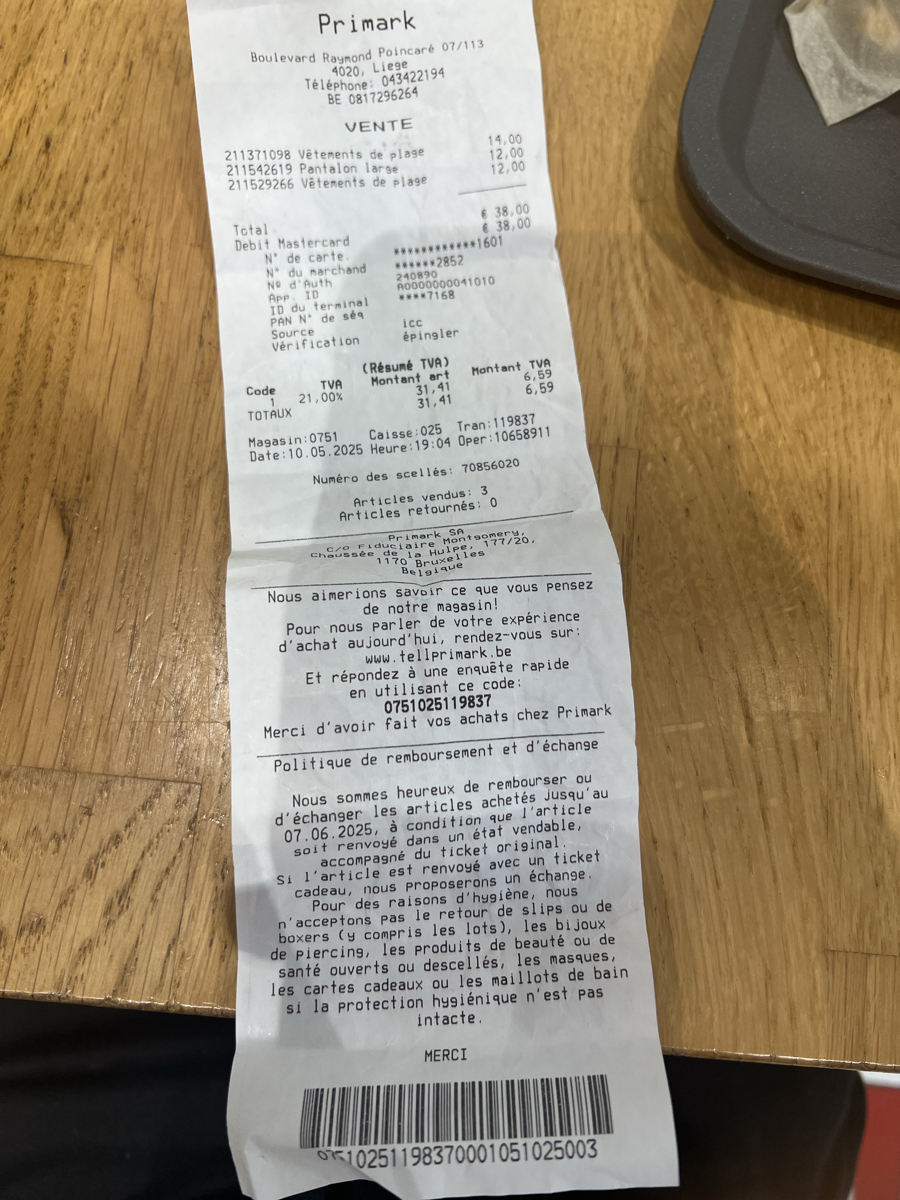 Primark
Boulevard Raymond Poincaré 07/113
4020, Liege
Téléphone: 043422194
BE 0817296264
VENTE
211371098 Vêtements de plage 14,00
211542619 Pantalon large 12,00
211529266 Vêtements de plage 12,00
Total € 38,00
Debit Mastercard € 38,00
N° de carte. ************1601
N° du marchand ******2852
Nº d'Auth 240890
App. ID A0000000041010
ID du terminal ****7168
PAN N° de séq
Source icc
Vérification épingler
(Résumé TVA)
Code TVA Montant art Montant TVA
1 21,00% 31,41 6,59
TOTAUX 31,41 6,59
Magasin:0751 Caisse:025 Tran:119837
Date:10.05.2025 Heure:19:04 Oper:10658911
Numéro des scellés: 70856020
Articles vendus: 3
Articles retournés: 0
Primark SA
C/o Fiduciaire Montgomery,
Chaussée de la Hulpe, 177/20,
1170 Bruxelles
Belgique
Nous aimerions savoir ce que vous pensez
de notre magasin!
Pour nous parler de votre expérience
d'achat aujourd'hui, rendez-vous sur:
www.tellprimark.be
Et répondez à une enquête rapide
en utilisant ce code:
0751025119837
Merci d'avoir fait vos achats chez Primark
Politique de remboursement et d'échange
Nous sommes heureux de rembourser ou
d'échanger les articles achetés jusqu'au
07.06.2025, à condition que l'article
soit renvoyé dans un état vendable,
accompagné du ticket original.
Si l'article est renvoyé avec un ticket
cadeau, nous proposerons un échange.
Pour des raisons d'hygiène, nous
n'acceptons pas le retour de slips ou de
boxers (y compris les lots), les bijoux
de piercing, les produits de beauté ou de
santé ouverts ou descellés, les masques,
les cartes cadeaux ou les maillots de bain
si la protection hygiénique n'est pas
intacte.
MERCI
07510251198370001051025003